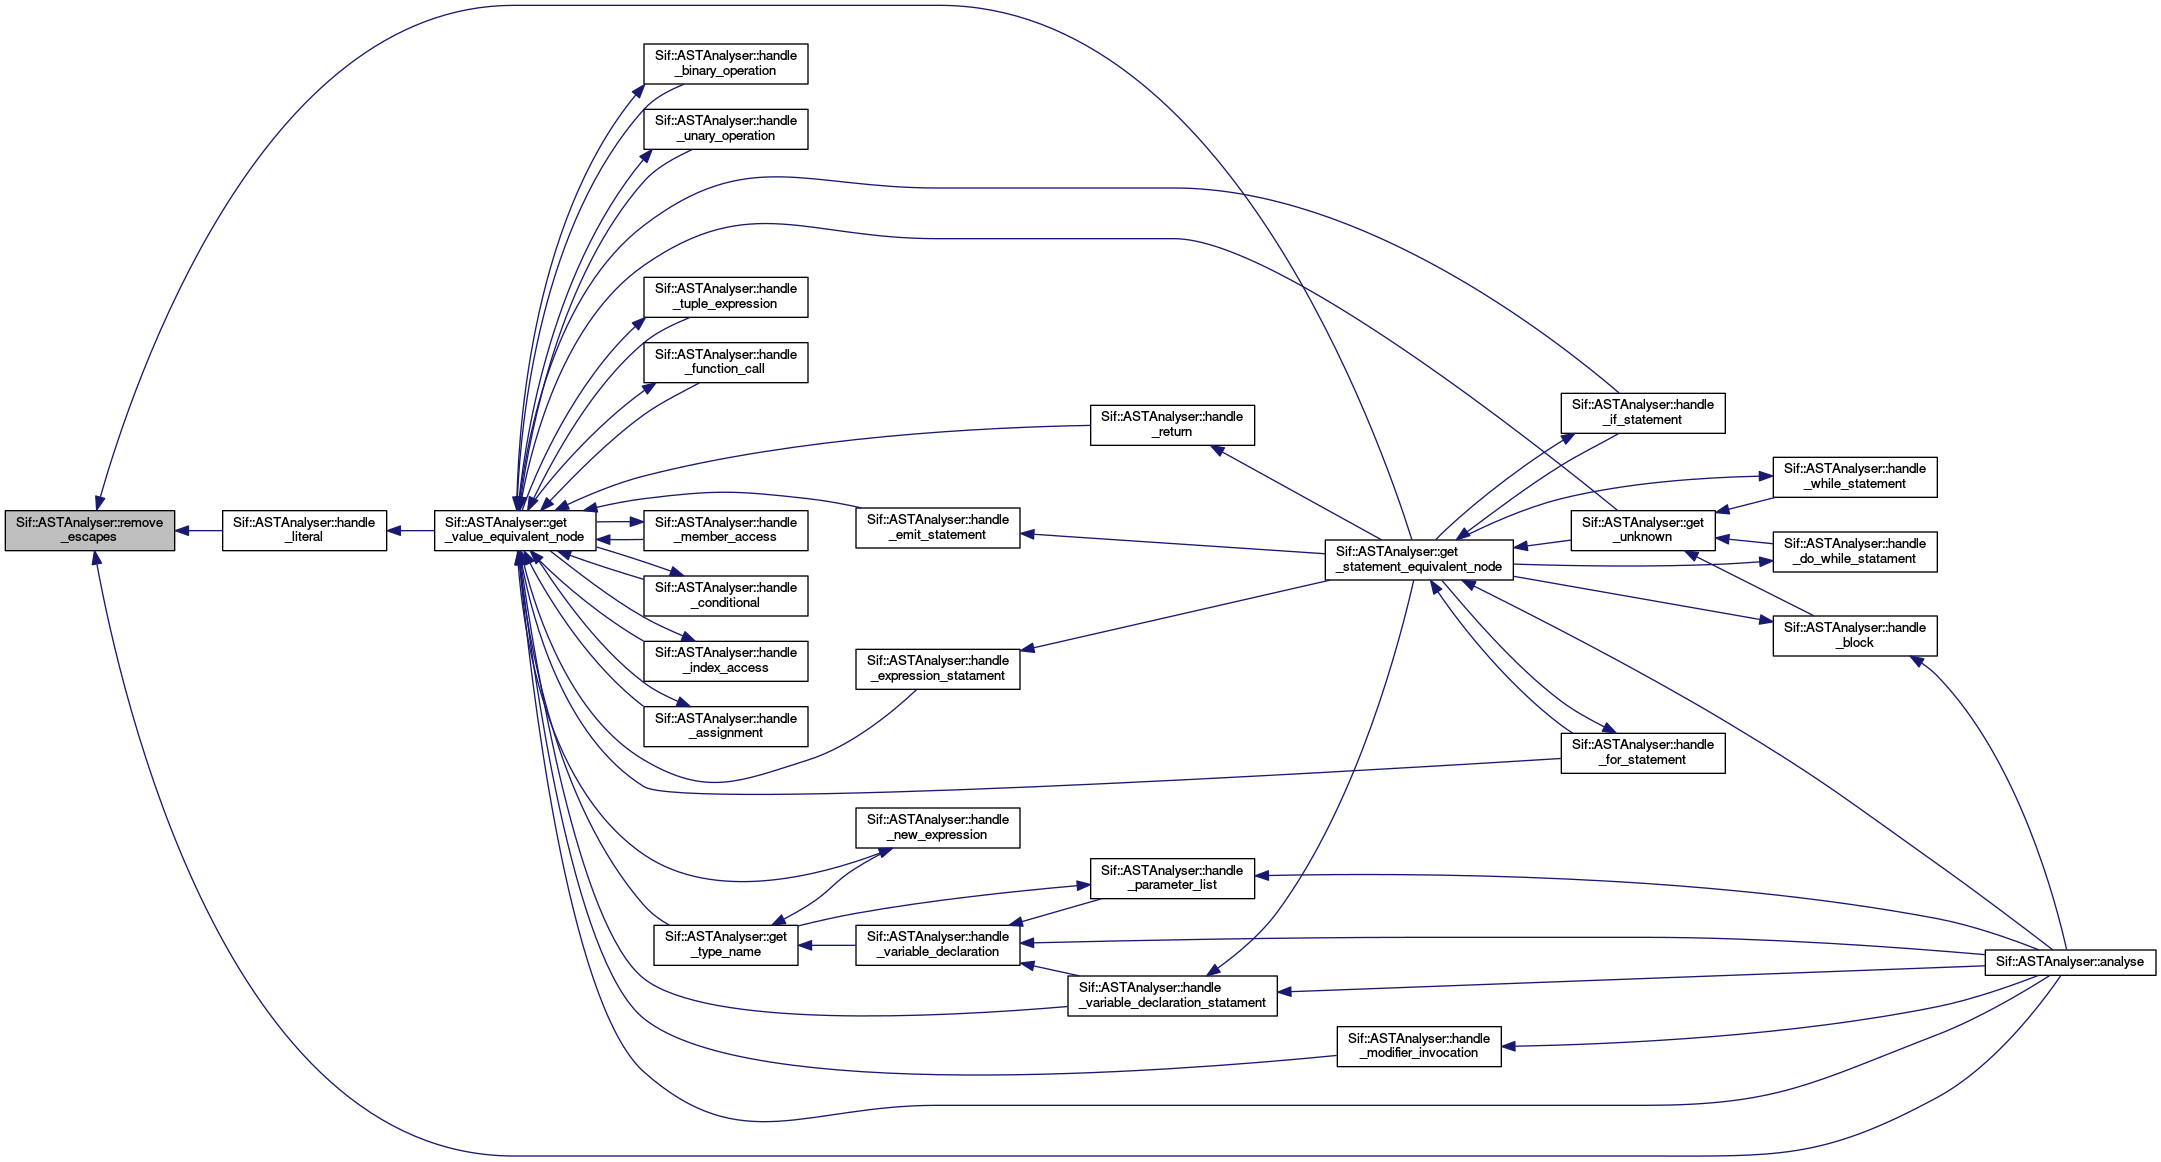 Sif::ASTAnalyser::remove
_escapes
Sif::ASTAnalyser::handle
_literal
Sif::ASTAnalyser::get
_value_equivalent_node
Sif::ASTAnalyser::handle
_binary_operation
Sif::ASTAnalyser::handle
_unary_operation
Sif::ASTAnalyser::handle
_tuple_expression
Sif::ASTAnalyser::handle
_function_call
Sif::ASTAnalyser::handle
_member_access
Sif::ASTAnalyser::handle
_conditional
Sif::ASTAnalyser::handle
_index_access
Sif::ASTAnalyser::handle
_assignment
Sif::ASTAnalyser::get
_type_name
Sif::ASTAnalyser::handle
_emit_statement
Sif::ASTAnalyser::handle
_expression_statament
Sif::ASTAnalyser::handle
_new_expression
Sif::ASTAnalyser::handle
_variable_declaration
Sif::ASTAnalyser::handle
_return
Sif::ASTAnalyser::handle
_parameter_list
Sif::ASTAnalyser::handle
_variable_declaration_statament
Sif::ASTAnalyser::get
_statement_equivalent_node
Sif::ASTAnalyser::handle
_modifier_invocation
Sif::ASTAnalyser::handle
_if_statement
Sif::ASTAnalyser::get
_unknown
Sif::ASTAnalyser::handle
_for_statement
Sif::ASTAnalyser::handle
_while_statement
Sif::ASTAnalyser::handle
_do_while_statament
Sif::ASTAnalyser::handle
_block
Sif::ASTAnalyser::analyse